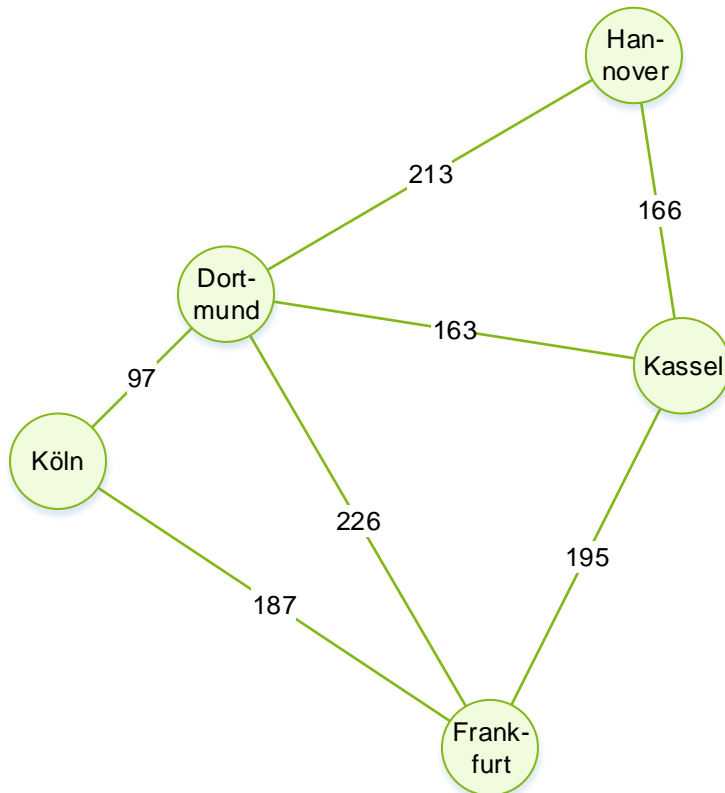 Han-
nover
213
166
Dort-
mund
163
Kassel
97
Köln
226
195
187
Frank-
furt